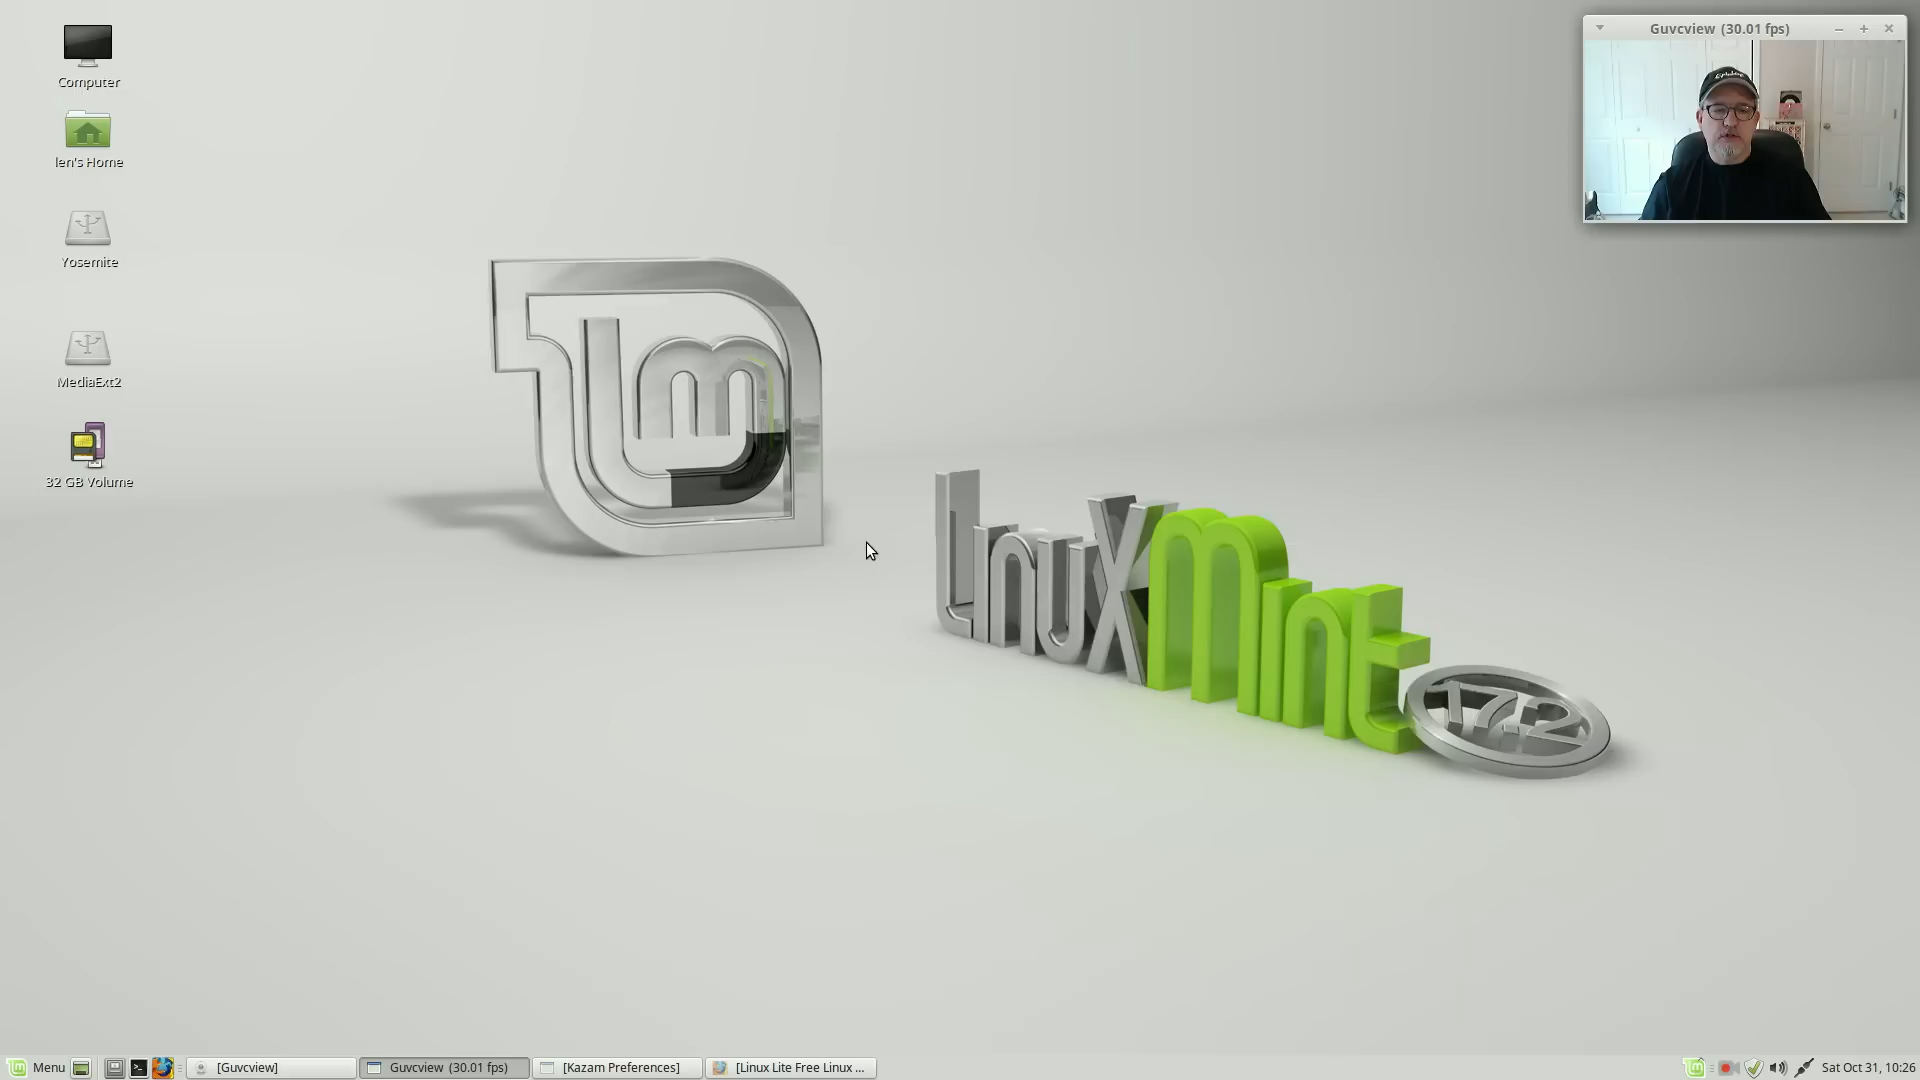 Computer
len's Home
Yosemite
MediaExt2
32 GB Volume
Guvcview (30.01 fps)
lm
LinuxMint
17.2
Menu
[Guvcview]
Guvcview (30.01 fps)
[Kazam Preferences]
[Linux Lite Free Linux ...
Sat Oct 31, 10:26